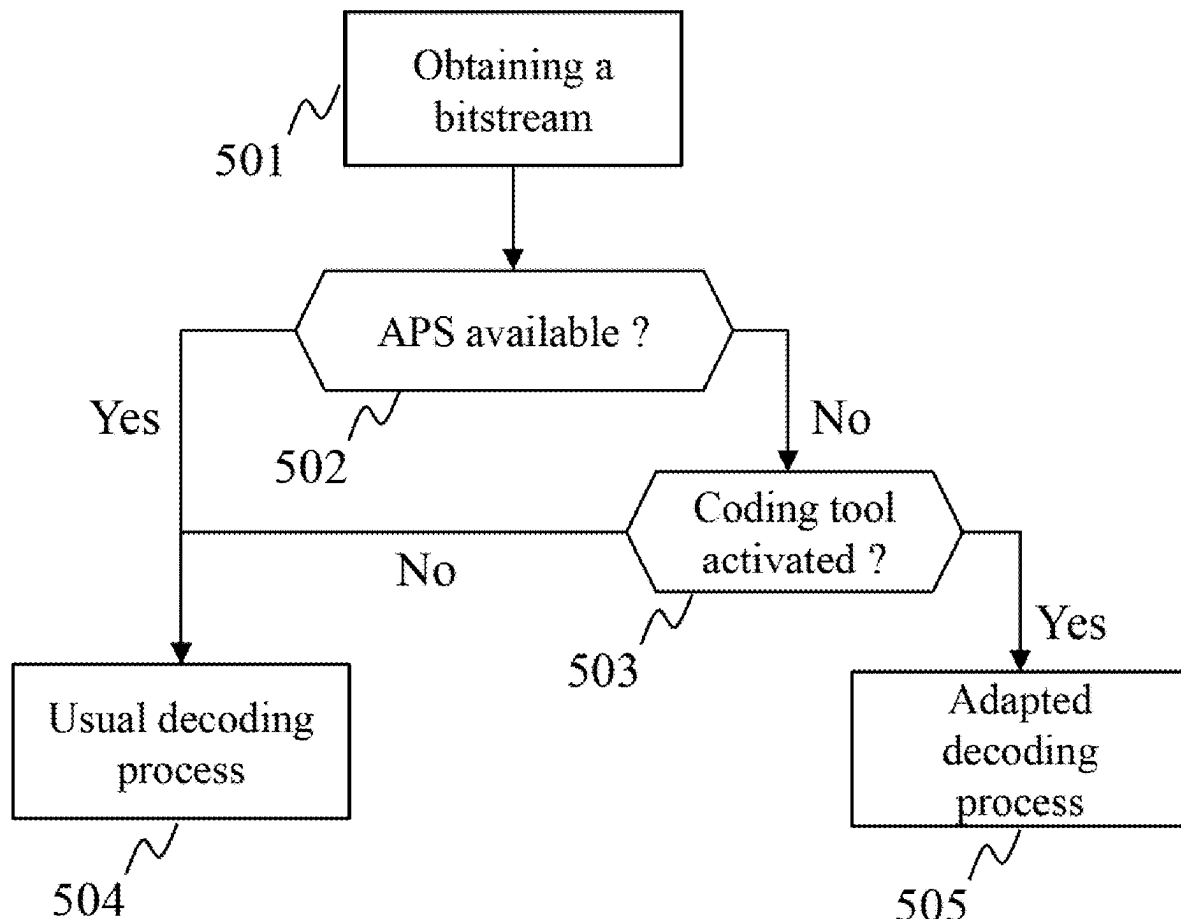 Obtaining a
bitstream
501
APS available ?
Yes
502
No
Coding tool
activated ?
No
503
Yes
Usual decoding
process
504
Adapted
decoding
process
505